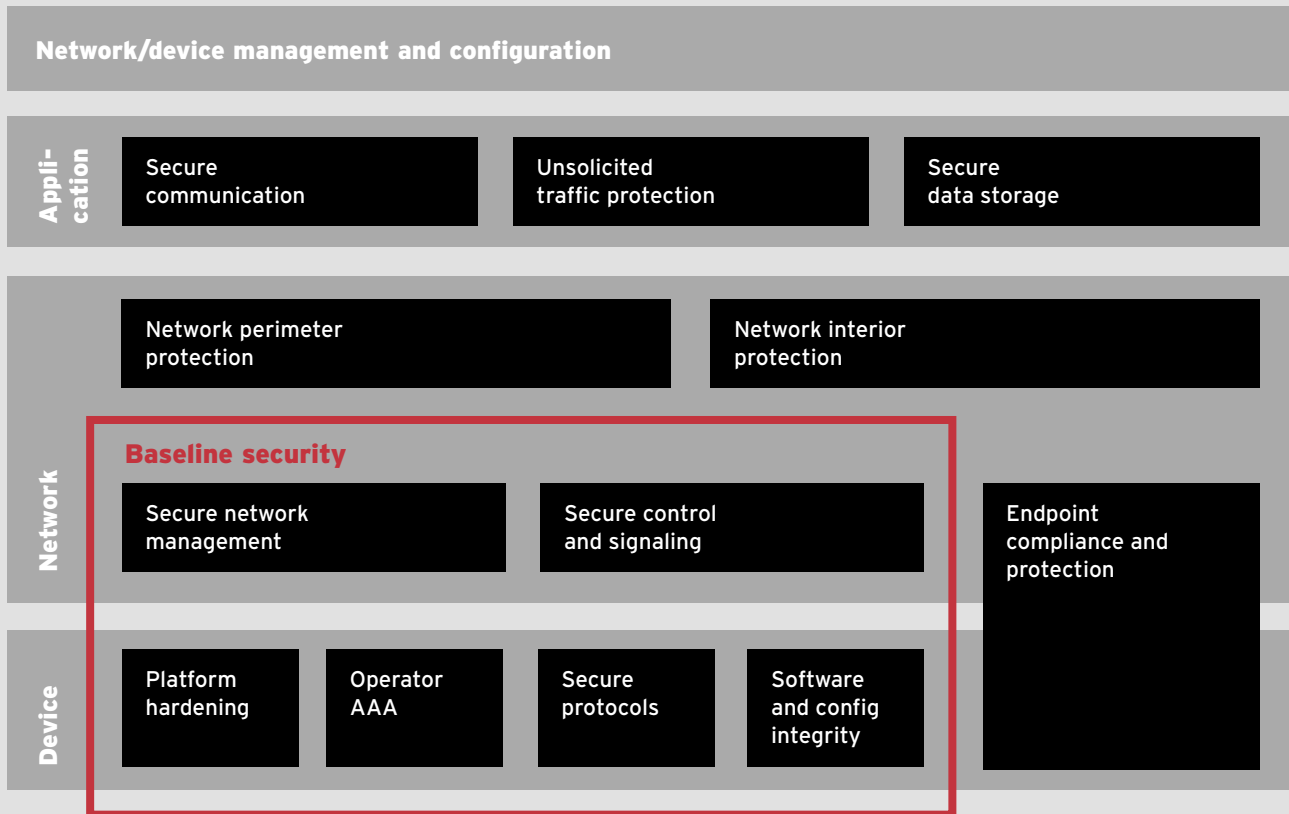 Network/device management and configuration
Appli-
cation
Secure
communication
Unsolicited
traffic protection
Secure
data storage
Network
Network perimeter
protection
Network interior
protection
Baseline security
Secure network
management
Secure control
and signaling
Endpoint
compliance and
protection
Device
Platform
hardening
Operator
AAA
Secure
protocols
Software
and config
integrity